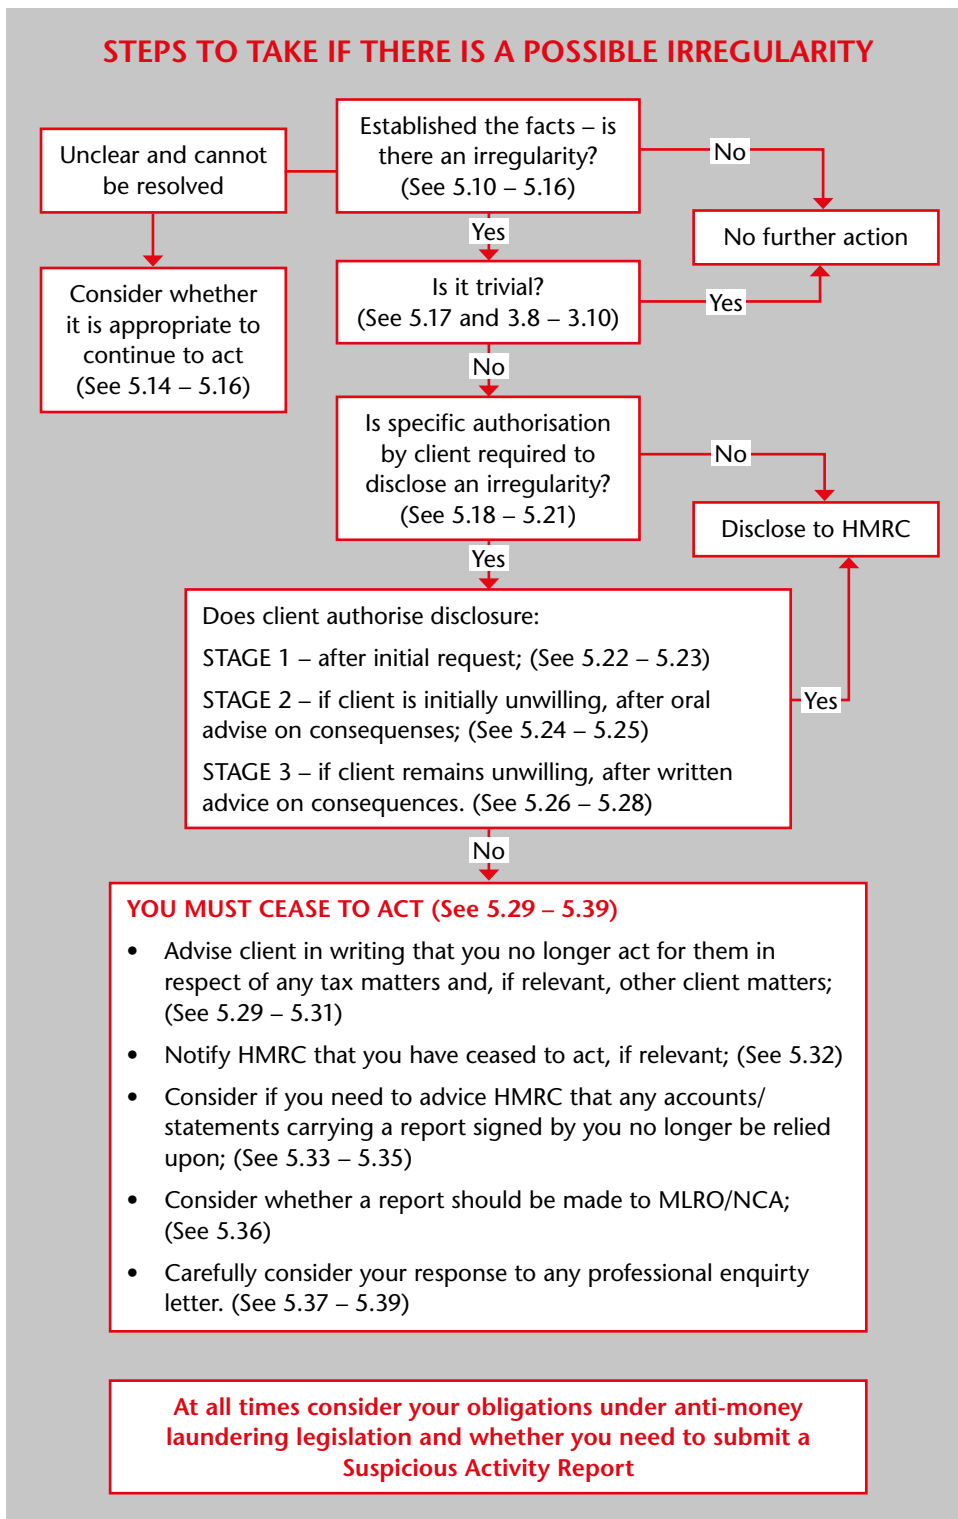 STEPS TO TAKE IF THERE IS A POSSIBLE IRREGULARITY
Established the facts – is
there an irregularity?
(See 5.10 – 5.16)
Unclear and cannot
be resolved
No
No further action
Yes
Consider whether
it is appropriate to
continue to act
(See 5.14 – 5.16)
Is it trivial?
(See 5.17 and 3.8 – 3.10)
Yes
No
Is specific authorisation
by client required to
disclose an irregularity?
(See 5.18 – 5.21)
No
Disclose to HMRC
Yes
Does client authorise disclosure:
STAGE 1 – after initial request; (See 5.22 – 5.23)
STAGE 2 – if client is initially unwilling, after oral
advise on consequenses; (See 5.24 – 5.25)
STAGE 3 – if client remains unwilling, after written
advice on consequences. (See 5.26 – 5.28)
Yes
No
YOU MUST CEASE TO ACT (See 5.29 – 5.39)
• Advise client in writing that you no longer act for them in
respect of any tax matters and, if relevant, other client matters;
(See 5.29 – 5.31)
• Notify HMRC that you have ceased to act, if relevant; (See 5.32)
• Consider if you need to advice HMRC that any accounts/
statements carrying a report signed by you no longer be relied
upon; (See 5.33 – 5.35)
• Consider whether a report should be made to MLRO/NCA;
(See 5.36)
• Carefully consider your response to any professional enquirty
letter. (See 5.37 – 5.39)
At all times consider your obligations under anti-money
laundering legislation and whether you need to submit a
Suspicious Activity Report